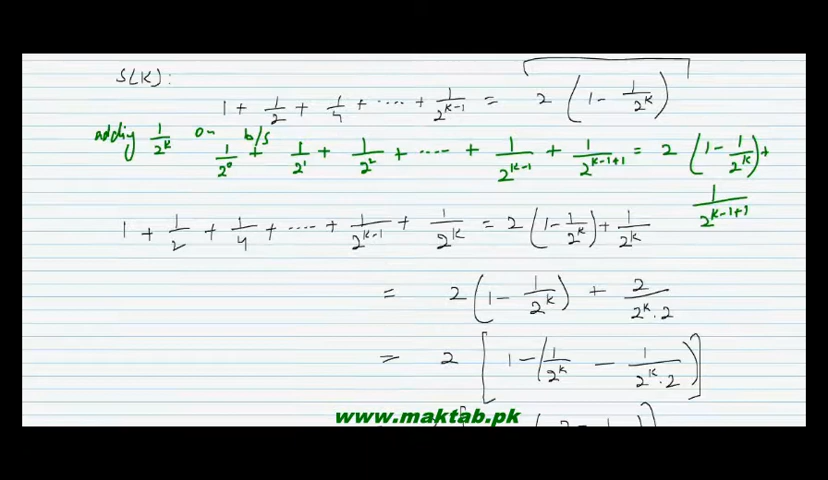 S(K):
1 + 1/2 + 1/4 + ···· + 1/2^(K-1) = 2 (1 - 1/2^K)
adding 1/2^K on b/s
1/2^0 + 1/2^1 + 1/2^2 + ···· + 1/2^(K-1) + 1/2^(K-1+1) = 2 (1 - 1/2^K) + 1/2^(K-1+1)
1 + 1/2 + 1/4 + ···· + 1/2^(K-1) + 1/2^K = 2 (1 - 1/2^K) + 1/2^K
= 2 (1 - 1/2^K) + 2/(2^K · 2)
= 2 [1 - (1/2^K - 1/(2^K · 2))]
www.maktab.pk